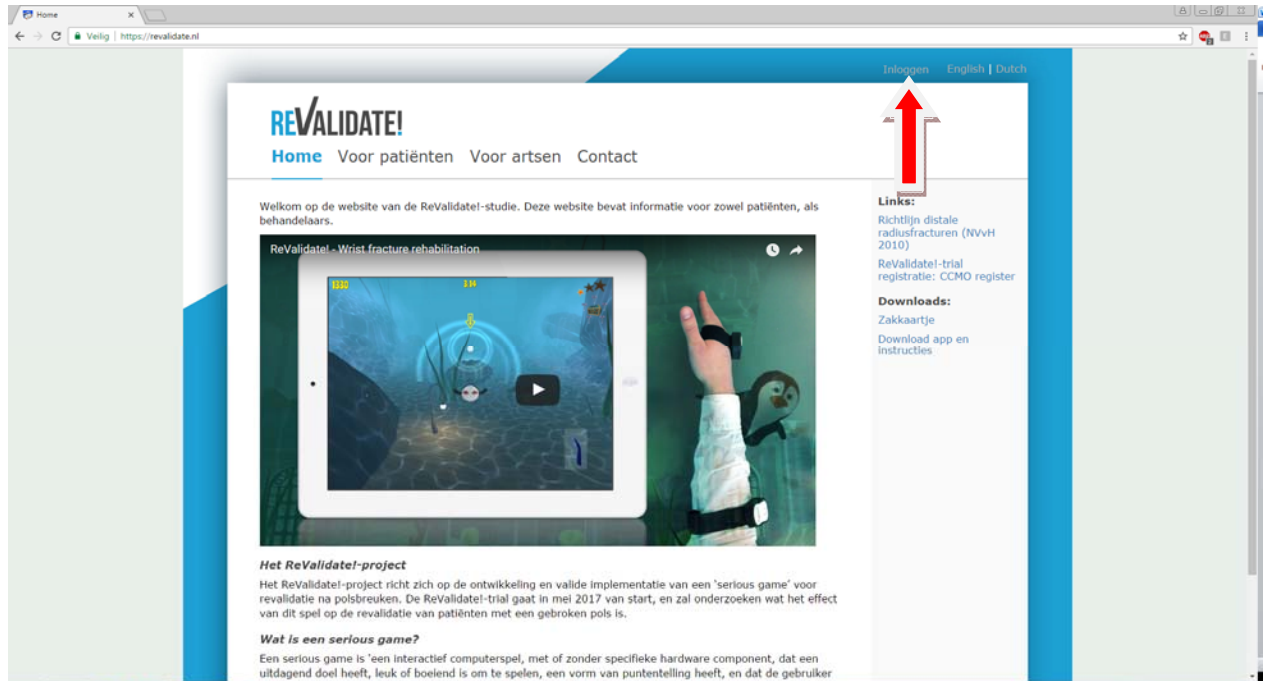 Home
Veilig | https://revalidate.nl
Inloggen English | Dutch
REVALIDATE!
Home Voor patiënten Voor artsen Contact
Welkom op de website van de ReValidate!-studie. Deze website bevat informatie voor zowel patiënten, als
behandelaars.
ReValidate! - Wrist fracture rehabilitation
1330 3.14
Het ReValidate!-project
Het ReValidate!-project richt zich op de ontwikkeling en valide implementatie van een 'serious game' voor
revalidatie na polsbreuken. De ReValidate!-trial gaat in mei 2017 van start, en zal onderzoeken wat het effect
van dit spel op de revalidatie van patiënten met een gebroken pols is.
Wat is een serious game?
Een serious game is 'een interactief computerspel, met of zonder specifieke hardware component, dat een
uitdagend doel heeft, leuk of boeiend is om te spelen, een vorm van puntentelling heeft, en dat de gebruiker
Links:
Richtlijn distale
radiusfracturen (NVvH
2010)
ReValidate!-trial
registratie: CCMO register
Downloads:
Zakkaartje
Download app en
instructies